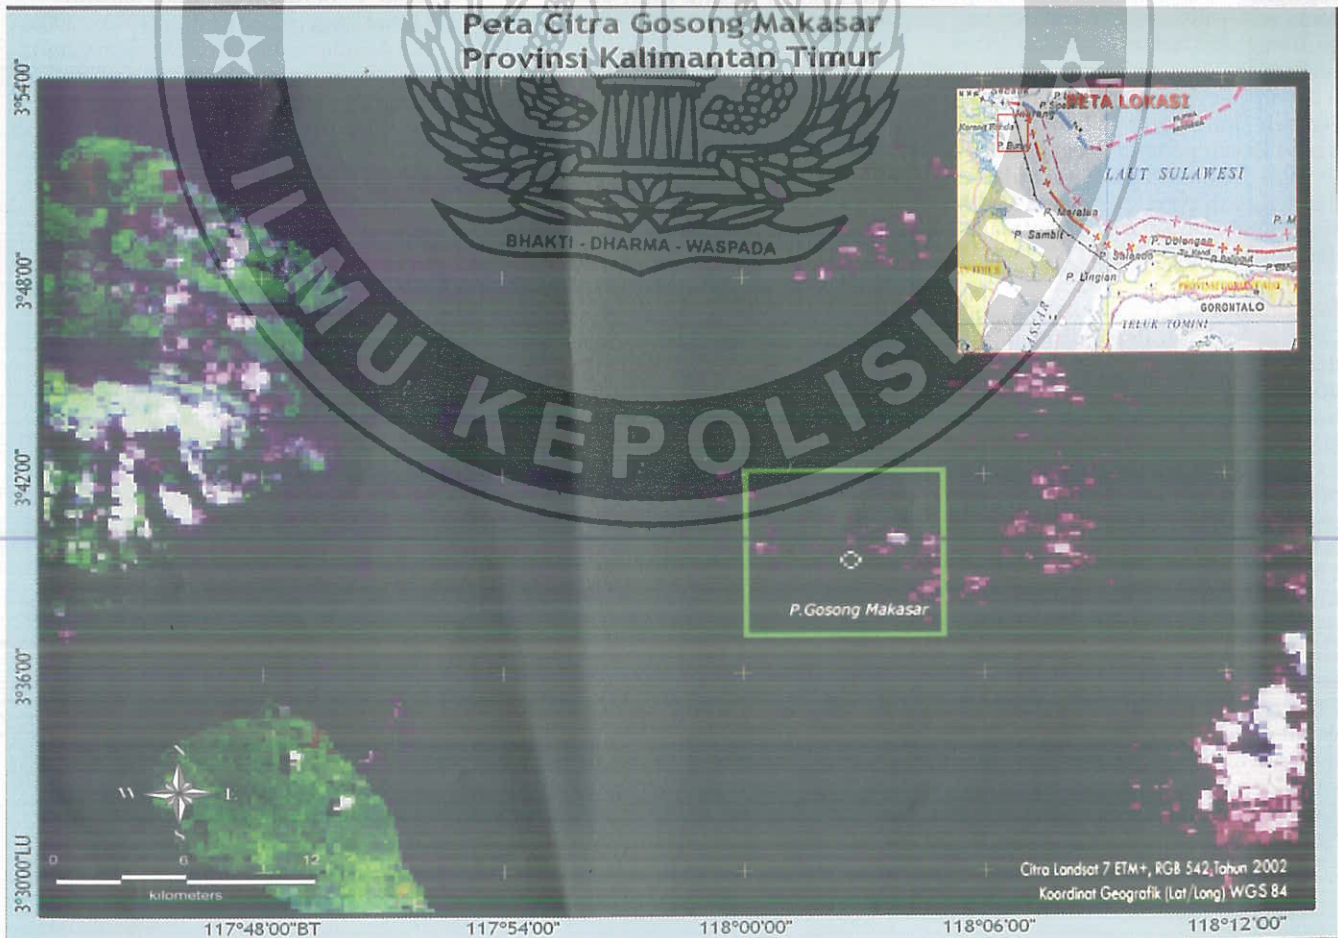 Peta Citra Gosong Makasar
Provinsi Kalimantan Timur
PETA LOKASI
LAUT SULAWESI
P. Maratua
P. Sambit
P. Dolongan
P. Salando
P. Lingian
GORONTALO
TELUK TOMINI
BHAKTI - DHARMA - WASPADA
ILMU KEPOLISIAN
P.Gosong Makasar
3°54'00"
3°48'00"
3°42'00"
3°36'00"
3°30'00"LU
0 6 12
kilometers
Citra Landsat 7 ETM+, RGB 542,Tahun 2002
Koordinat Geografik (Lat/Long) WGS 84
117°48'00"BT 117°54'00" 118°00'00" 118°06'00" 118°12'00"